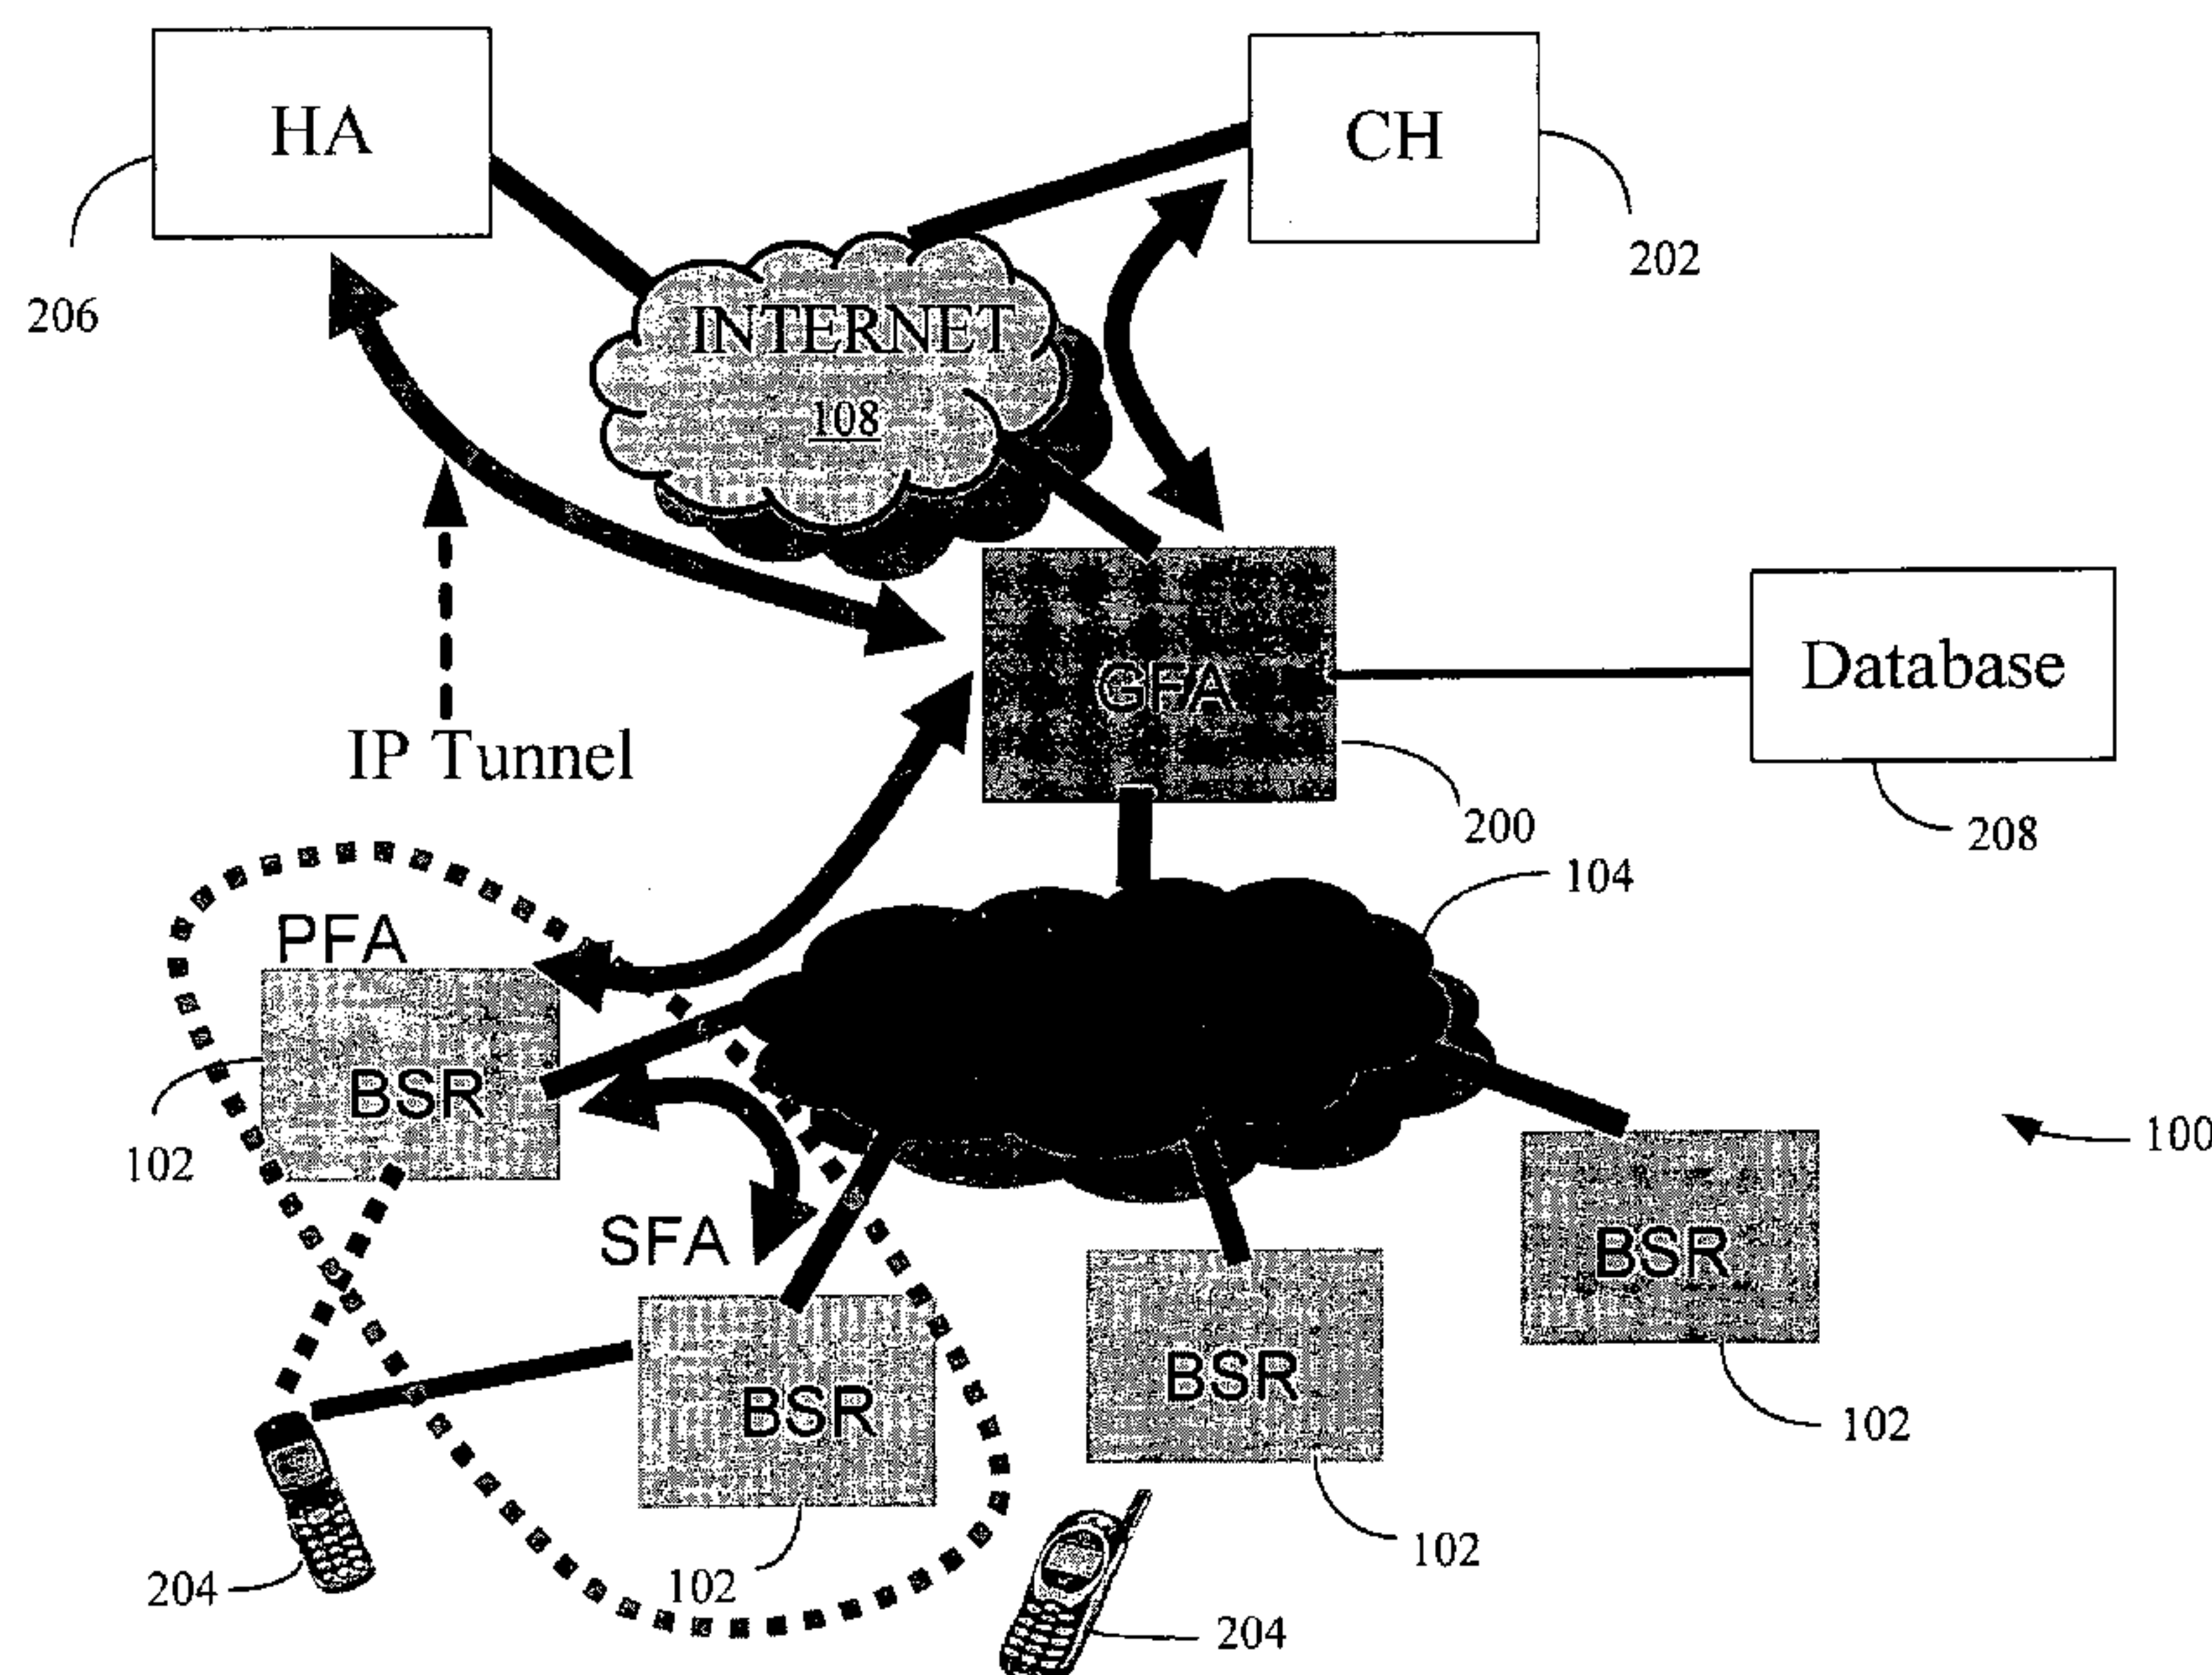 HA
CH
202
206
INTERNET
108
GFA
Database
IP Tunnel
200
208
104
PFA
BSR
102
100
SFA
BSR
BSR
BSR
102
102
102
204
204